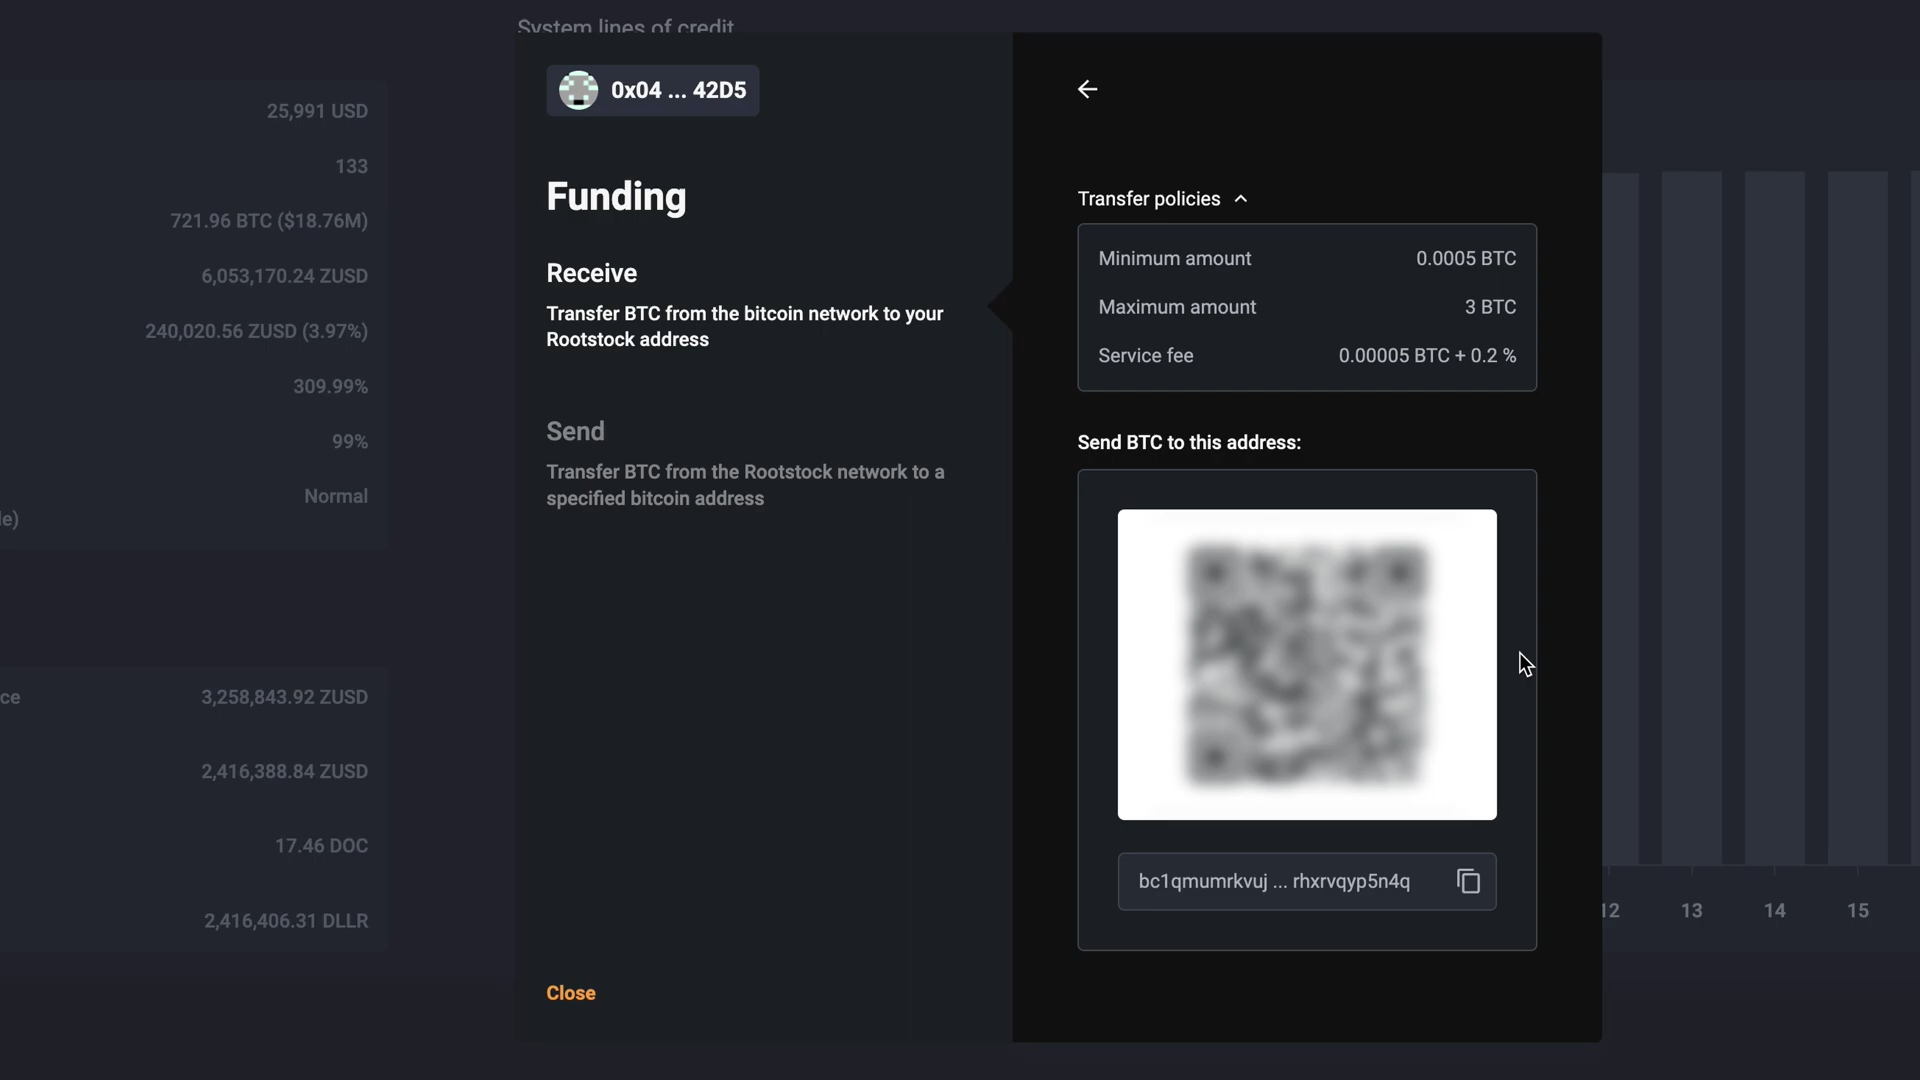 System lines of credit
0x04 ... 42D5
Funding
Receive
Transfer BTC from the bitcoin network to your
Rootstock address
Send
Transfer BTC from the Rootstock network to a
specified bitcoin address
Close
Transfer policies
Minimum amount 0.0005 BTC
Maximum amount 3 BTC
Service fee 0.00005 BTC + 0.2 %
Send BTC to this address:
bc1qmumrkvuj ... rhxrvqyp5n4q
25,991 USD
133
721.96 BTC ($18.76M)
6,053,170.24 ZUSD
240,020.56 ZUSD (3.97%)
309.99%
99%
Normal
le)
ce 3,258,843.92 ZUSD
2,416,388.84 ZUSD
17.46 DOC
2,416,406.31 DLLR
12 13 14 15